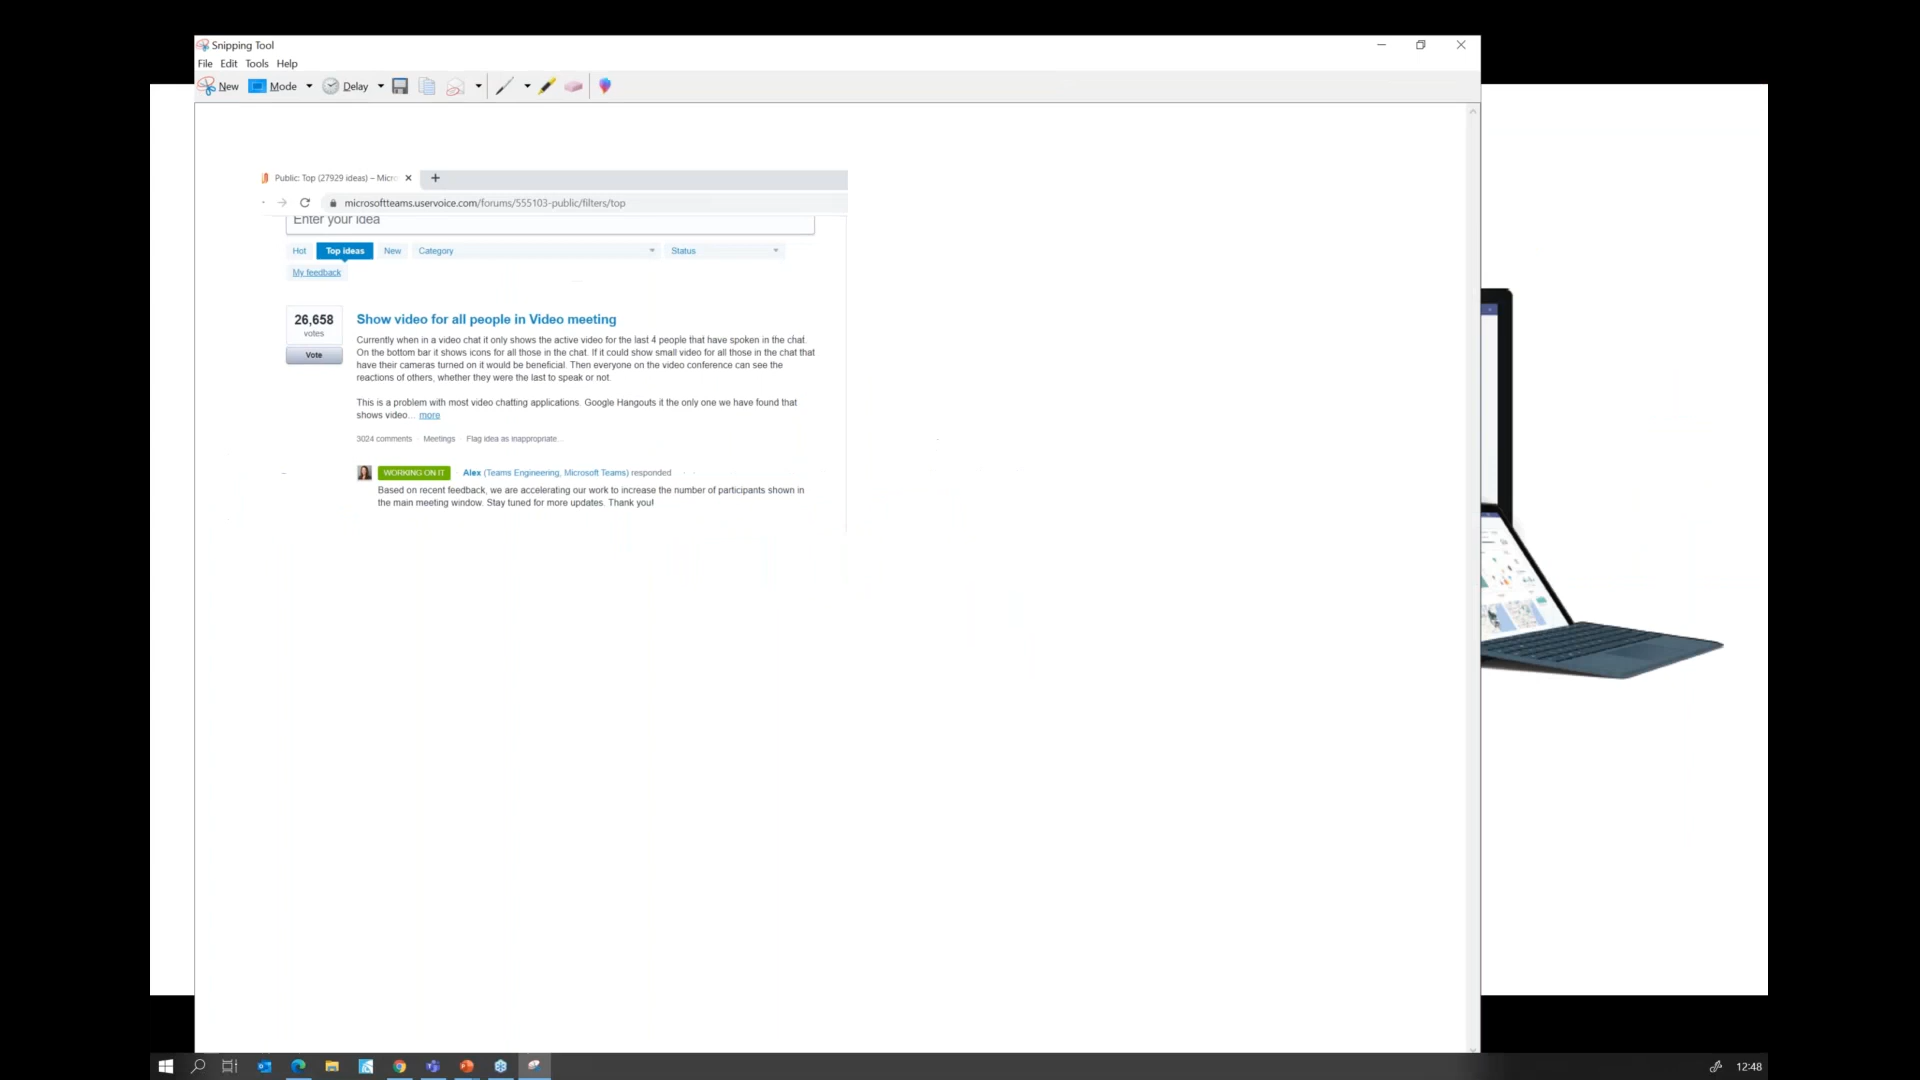 Snipping Tool
File Edit Tools Help
New Mode Delay
Public: Top (27929 ideas) – Micro
microsoftteams.uservoice.com/forums/555103-public/filters/top
Enter your idea
Hot Top ideas New Category Status
My feedback
26,658
votes
Vote
Show video for all people in Video meeting
Currently when in a video chat it only shows the active video for the last 4 people that have spoken in the chat.
On the bottom bar it shows icons for all those in the chat. If it could show small video for all those in the chat that
have their cameras turned on it would be beneficial. Then everyone on the video conference can see the
reactions of others, whether they were the last to speak or not.
This is a problem with most video chatting applications. Google Hangouts it the only one we have found that
shows video... more
3024 comments · Meetings · Flag idea as inappropriate...
WORKING ON IT · Alex (Teams Engineering, Microsoft Teams) responded
Based on recent feedback, we are accelerating our work to increase the number of participants shown in
the main meeting window. Stay tuned for more updates. Thank you!
12:48